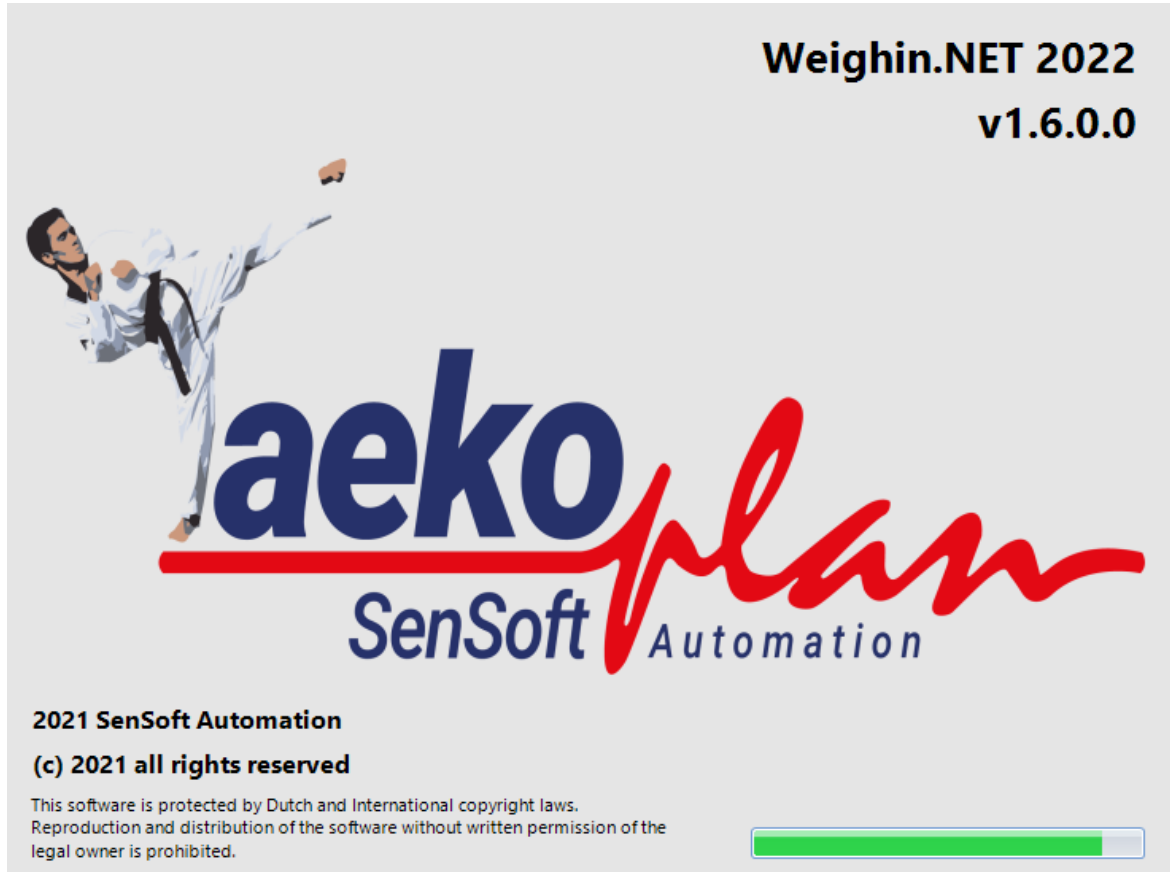 Weighin.NET 2022
v1.6.0.0
aekoplan
SenSoft Automation
2021 SenSoft Automation
(c) 2021 all rights reserved
This software is protected by Dutch and International copyright laws.
Reproduction and distribution of the software without written permission of the
legal owner is prohibited.